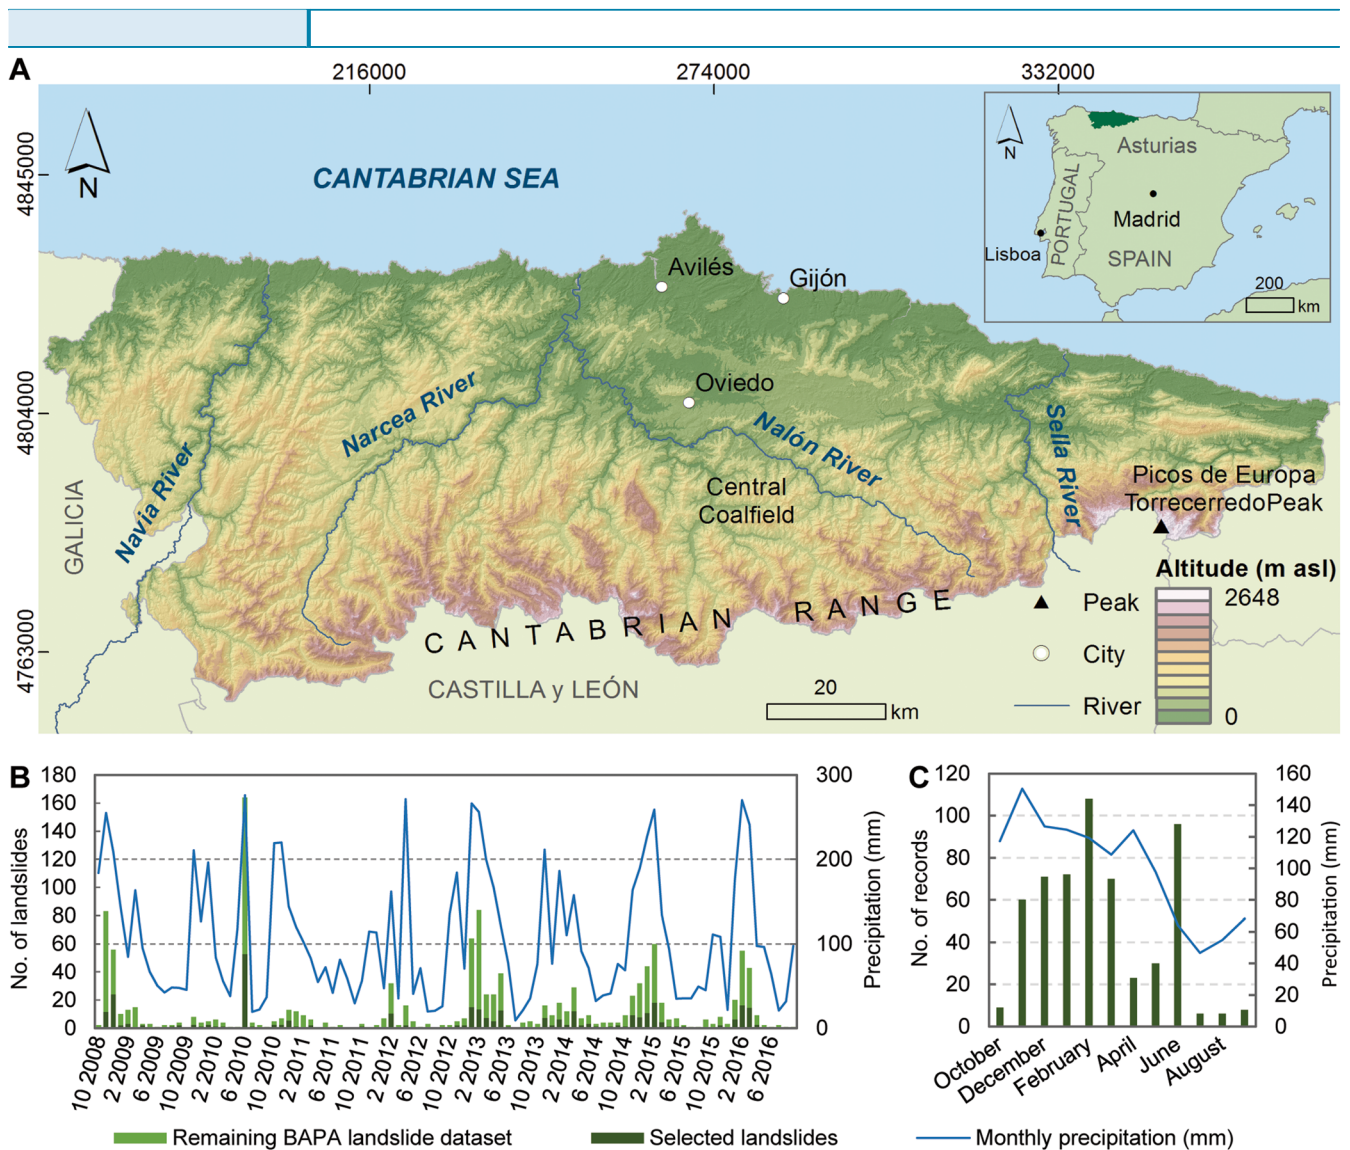 A
216000 274000 332000
4845000
4804000
4763000
N
CANTABRIAN SEA
N
Asturias
PORTUGAL
Madrid
Lisboa
SPAIN
200
km
Avilés
Gijón
Oviedo
Narcea River
Nalón River
Sella River
Navia River
GALICIA
Central
Coalfield
Picos de Europa
TorrecerredoPeak
CANTABRIAN RANGE
CASTILLA y LEÓN
20
km
Altitude (m asl)
2648
0
Peak
City
River
B
No. of landslides
180
160
140
120
100
80
60
40
20
0
300
200
100
0
Precipitation (mm)
10 2008
2 2009
6 2009
10 2009
2 2010
6 2010
10 2010
2 2011
6 2011
10 2011
2 2012
6 2012
10 2012
2 2013
6 2013
10 2013
2 2014
6 2014
10 2014
2 2015
6 2015
10 2015
2 2016
6 2016
C
No. of records
120
100
80
60
40
20
0
160
140
120
100
80
60
40
20
0
Precipitation (mm)
October
December
February
April
June
August
Remaining BAPA landslide dataset
Selected landslides
Monthly precipitation (mm)